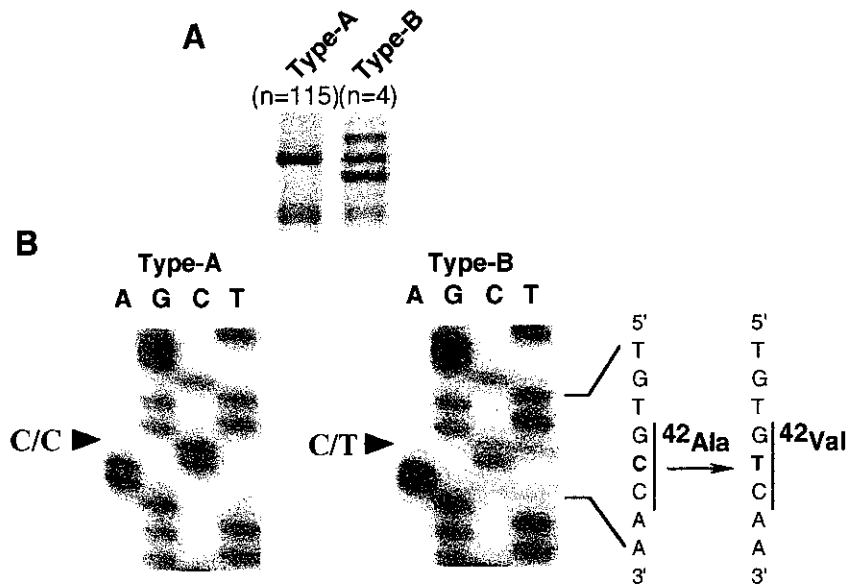 A
Type-A Type-B
(n=115)(n=4)
B
Type-A
A G C T
C/C
Type-B
A G C T
C/T
5'
T
G
T
G
C
C
A
A
3'
42Ala
5'
T
G
T
G
T
C
A
A
3'
42Val